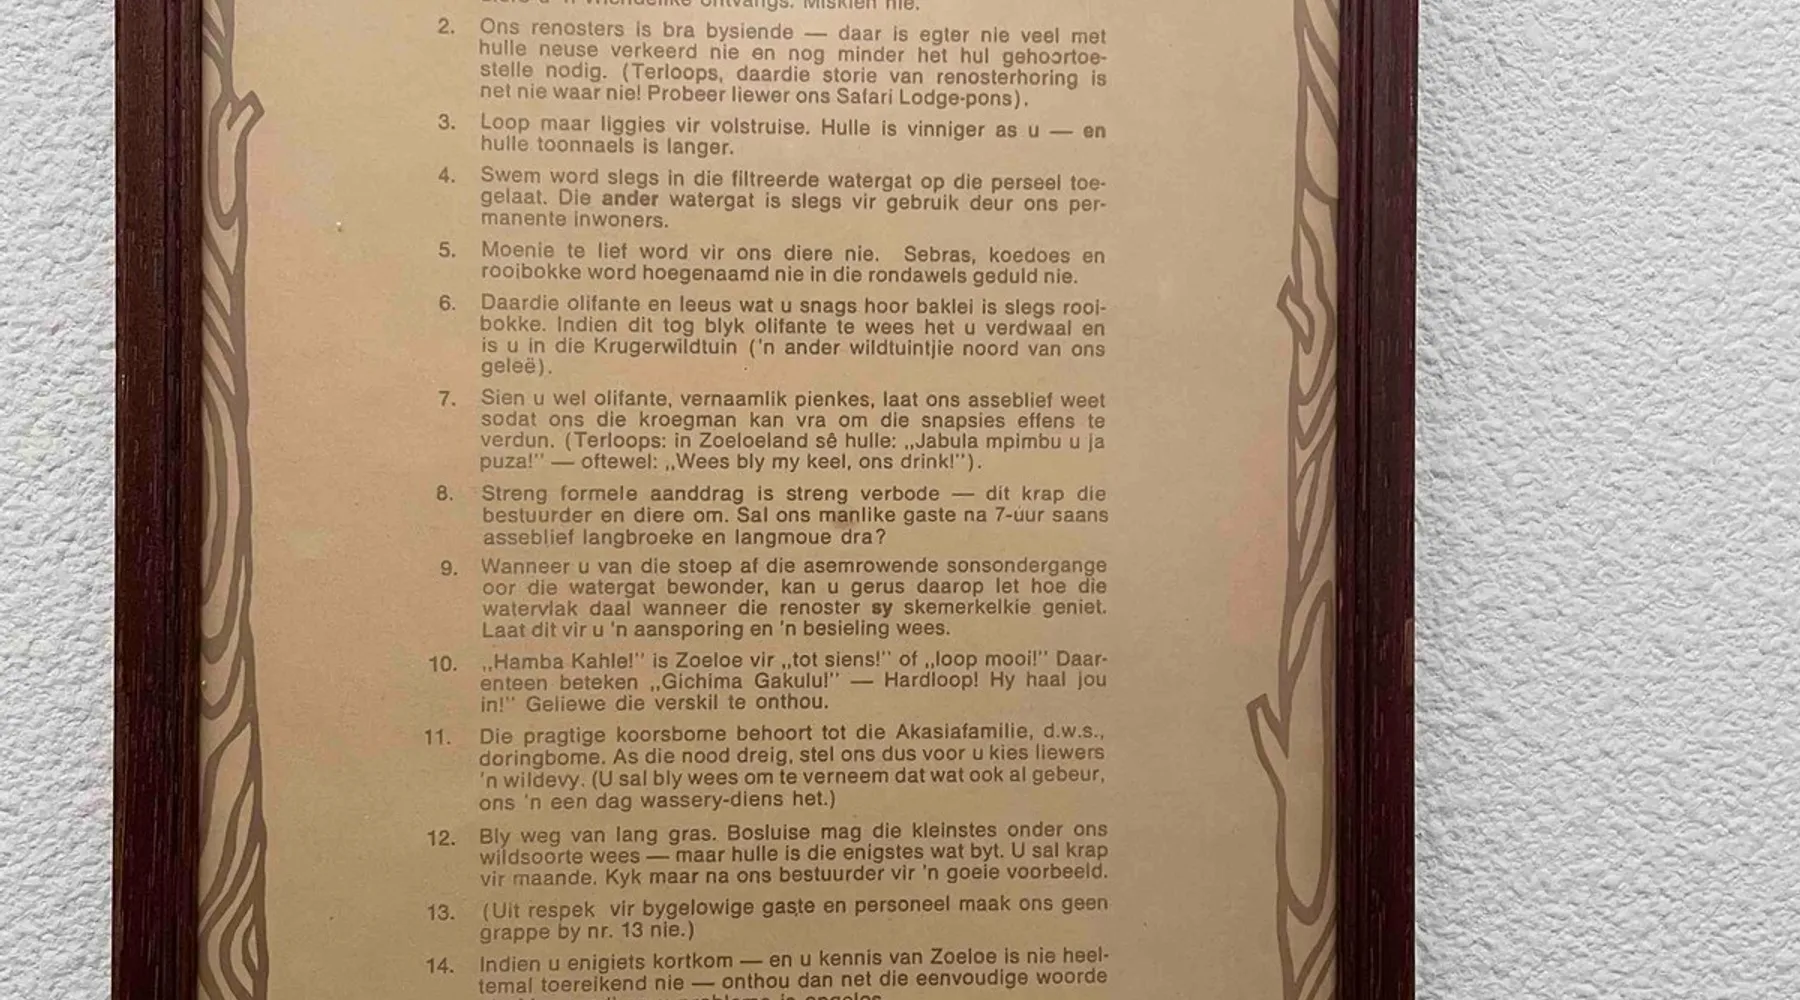 'n vriendelike ontvangs. Miskien nie.
2. Ons renosters is bra bysiende — daar is egter nie veel met
hulle neuse verkeerd nie en nog minder het hul gehoortoe-
stelle nodig. (Terloops, daardie storie van renosterhoring is
net nie waar nie! Probeer liewer ons Safari Lodge-pons).
3. Loop maar liggies vir volstruise. Hulle is vinniger as u — en
hulle toonnaels is langer.
4. Swem word slegs in die filtreerde watergat op die perseel toe-
gelaat. Die ander watergat is slegs vir gebruik deur ons per-
manente inwoners.
5. Moenie te lief word vir ons diere nie. Sebras, koedoes en
rooibokke word hoegenaamd nie in die rondawels geduld nie.
6. Daardie olifante en leeus wat u snags hoor baklei is slegs rooi-
bokke. Indien dit tog blyk olifante te wees het u verdwaal en
is u in die Krugerwildtuin ('n ander wildtuintjie noord van ons
geleë).
7. Sien u wel olifante, vernaamlik pienkes, laat ons asseblief weet
sodat ons die kroegman kan vra om die snapsies effens te
verdun. (Terloops: in Zoeloeland sê hulle: „Jabula mpimbu u ja
puza!" — oftewel: „Wees bly my keel, ons drink!").
8. Streng formele aanddrag is streng verbode — dit krap die
bestuurder en diere om. Sal ons manlike gaste na 7-uur saans
asseblief langbroeke en langmoue dra?
9. Wanneer u van die stoep af die asemrowende sonsondergange
oor die watergat bewonder, kan u gerus daarop let hoe die
watervlak daal wanneer die renoster sy skemerkelkie geniet.
Laat dit vir u 'n aansporing en 'n besieling wees.
10. „Hamba Kahle!" is Zoeloe vir „tot siens!" of „loop mooi!" Daar-
enteen beteken „Gichima Gakulu!" — Hardloop! Hy haal jou
in!" Geliewe die verskil te onthou.
11. Die pragtige koorsbome behoort tot die Akasiafamilie, d.w.s.,
doringbome. As die nood dreig, stel ons dus voor u kies liewers
'n wildevy. (U sal bly wees om te verneem dat wat ook al gebeur,
ons 'n een dag wassery-diens het.)
12. Bly weg van lang gras. Bosluise mag die kleinstes onder ons
wildsoorte wees — maar hulle is die enigstes wat byt. U sal krap
vir maande. Kyk maar na ons bestuurder vir 'n goeie voorbeeld.
13. (Uit respek vir bygelowige gaste en personeel maak ons geen
grappe by nr. 13 nie.)
14. Indien u enigiets kortkom — en u kennis van Zoeloe is nie heel-
temal toereikend nie — onthou dan net die eenvoudige woorde